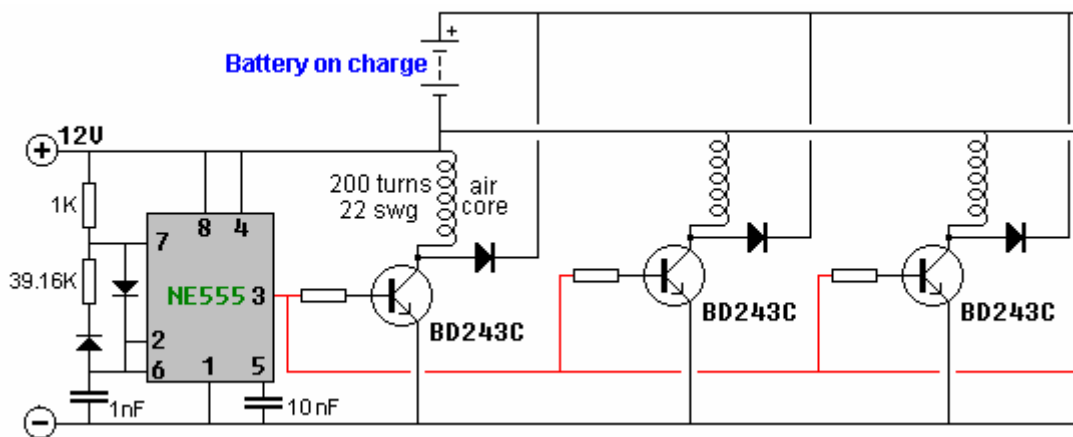 +
Battery on charge
+ 12V
200 turns
22 swg
air
core
1K
8 4
7
39.16K
NE555 3
2
6
1
5
BD243C
BD243C
BD243C
1nF
10nF
−